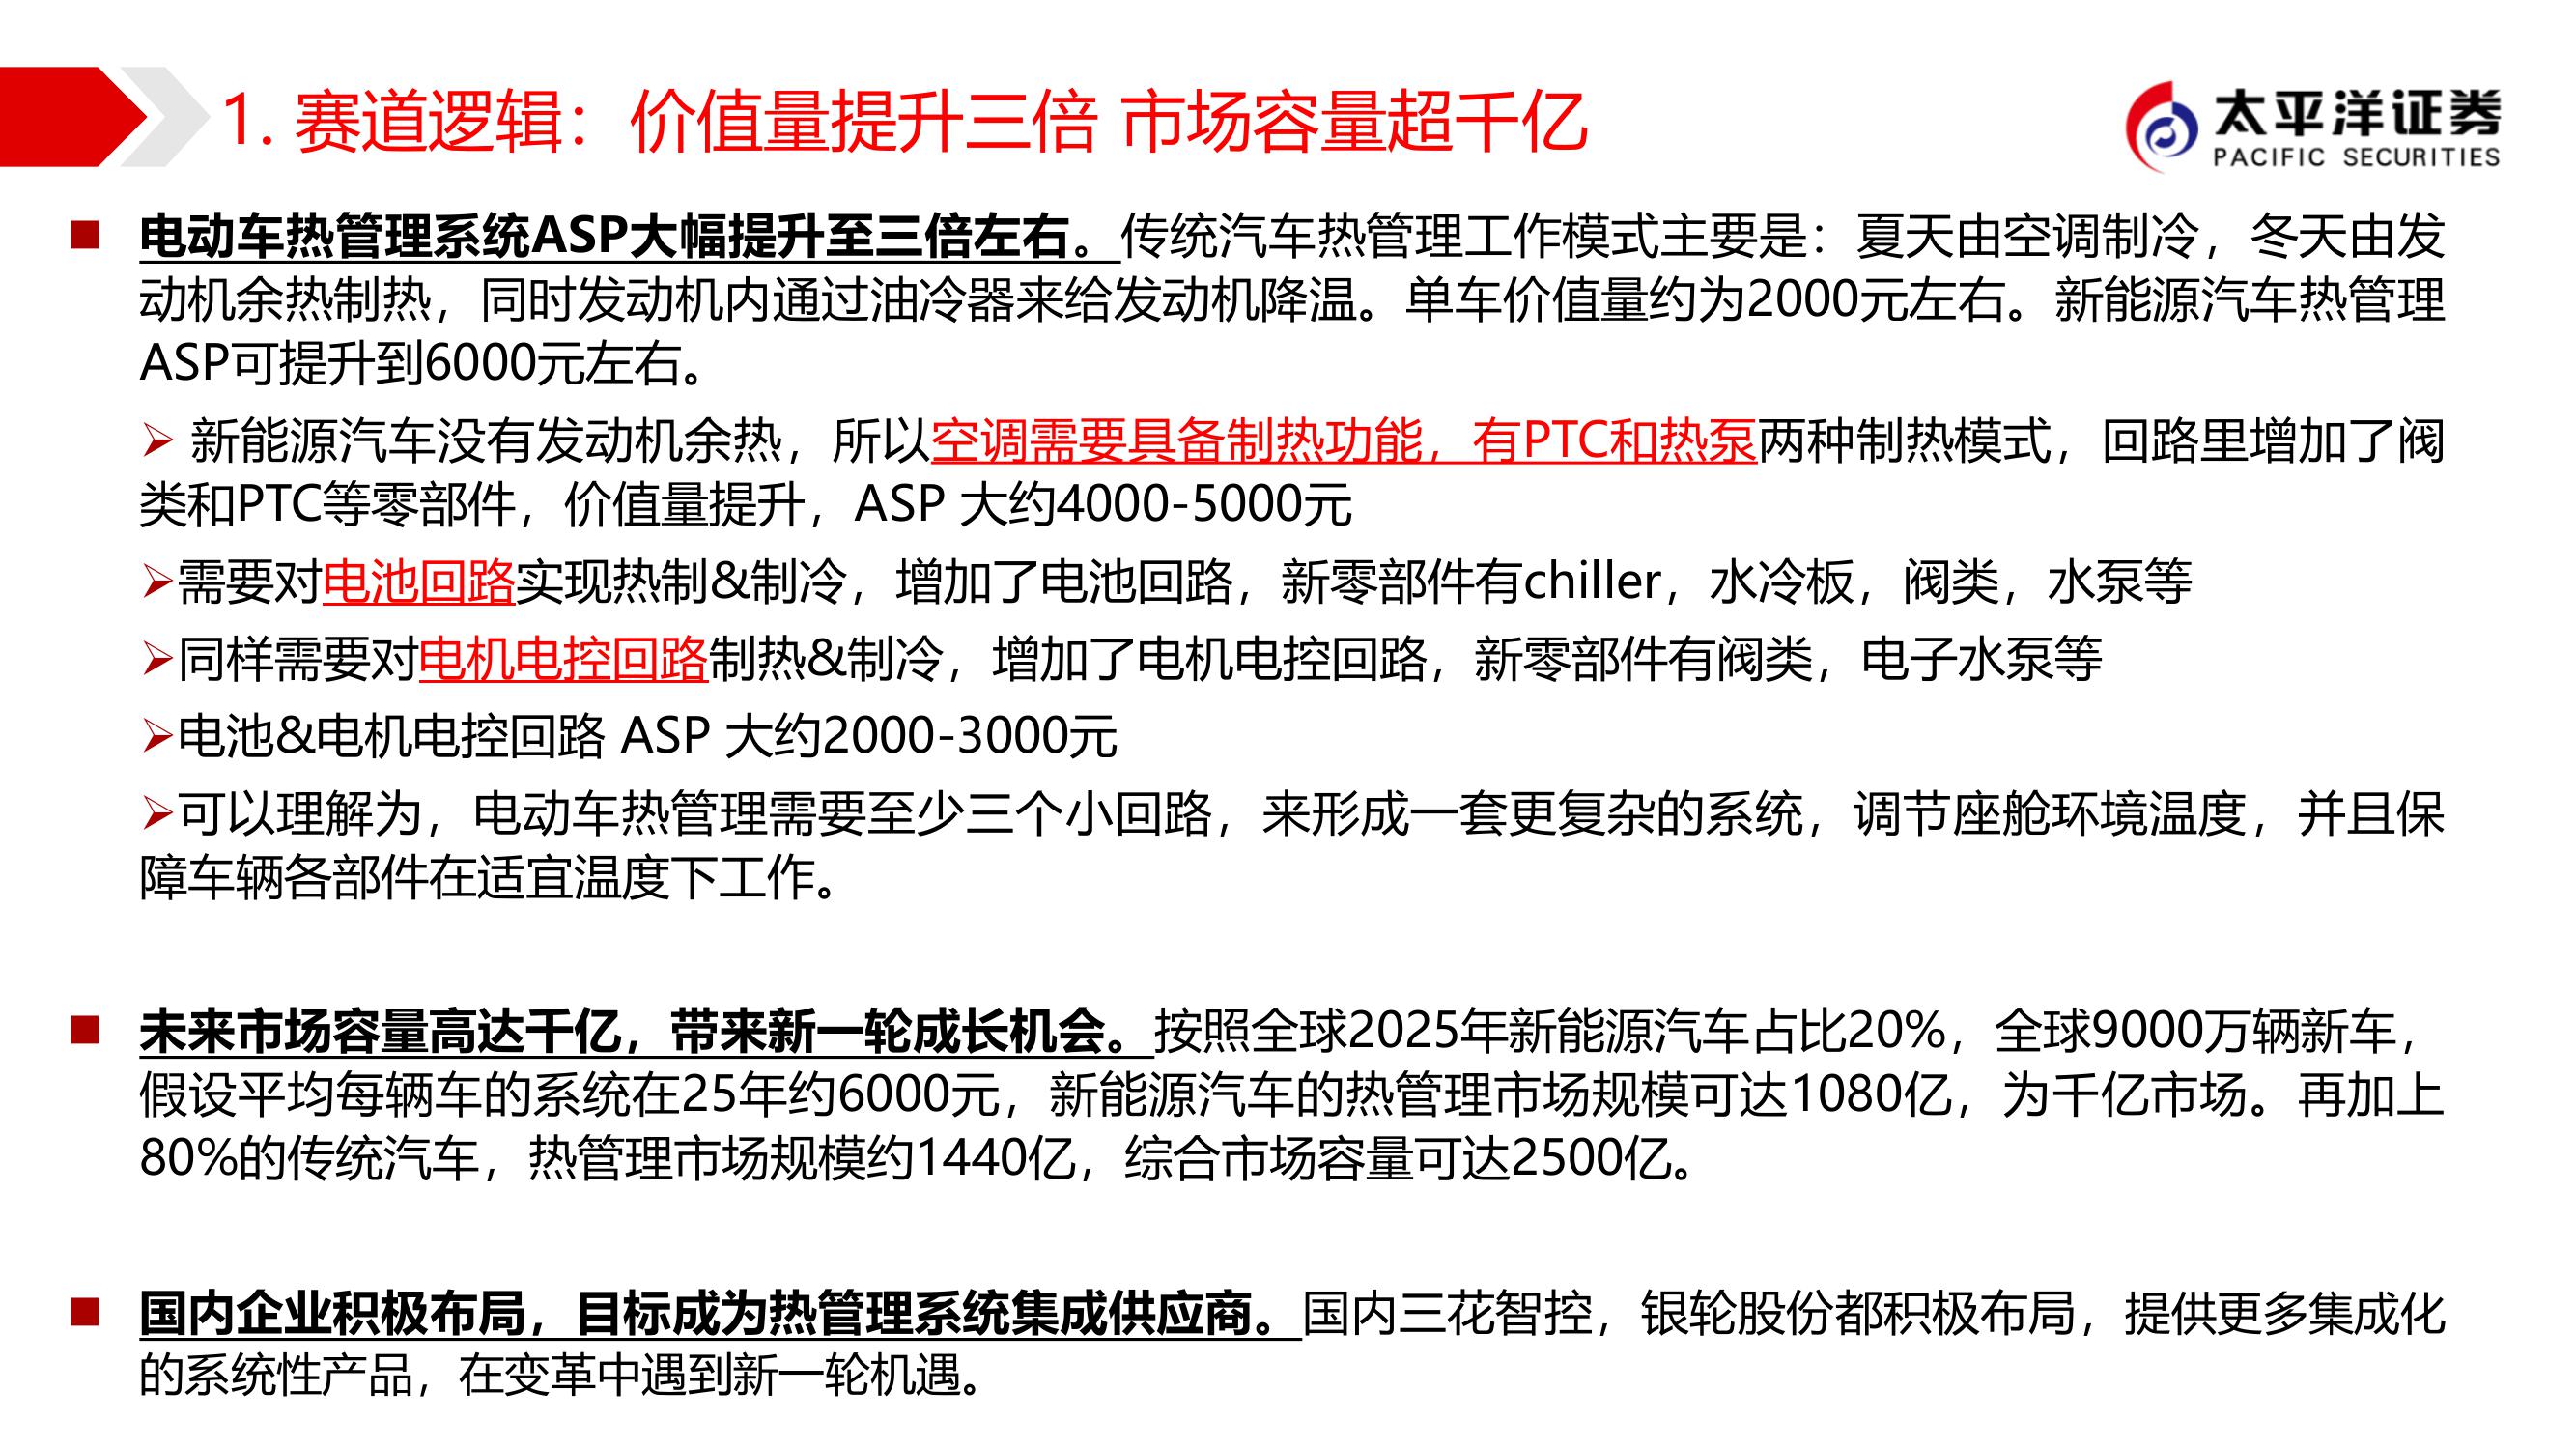 1. 赛道逻辑：价值量提升三倍 市场容量超千亿
太平洋证券
PACIFIC SECURITIES
电动车热管理系统ASP大幅提升至三倍左右。传统汽车热管理工作模式主要是：夏天由空调制冷，冬天由发
动机余热制热，同时发动机内通过油冷器来给发动机降温。单车价值量约为2000元左右。新能源汽车热管理
ASP可提升到6000元左右。
新能源汽车没有发动机余热，所以空调需要具备制热功能，有PTC和热泵两种制热模式，回路里增加了阀
类和PTC等零部件，价值量提升，ASP 大约4000-5000元
需要对电池回路实现热制&制冷，增加了电池回路，新零部件有chiller，水冷板，阀类，水泵等
同样需要对电机电控回路制热&制冷，增加了电机电控回路，新零部件有阀类，电子水泵等
电池&电机电控回路 ASP 大约2000-3000元
可以理解为，电动车热管理需要至少三个小回路，来形成一套更复杂的系统，调节座舱环境温度，并且保
障车辆各部件在适宜温度下工作。
未来市场容量高达千亿，带来新一轮成长机会。按照全球2025年新能源汽车占比20%，全球9000万辆新车，
假设平均每辆车的系统在25年约6000元，新能源汽车的热管理市场规模可达1080亿，为千亿市场。再加上
80%的传统汽车，热管理市场规模约1440亿，综合市场容量可达2500亿。
国内企业积极布局，目标成为热管理系统集成供应商。国内三花智控，银轮股份都积极布局，提供更多集成化
的系统性产品，在变革中遇到新一轮机遇。